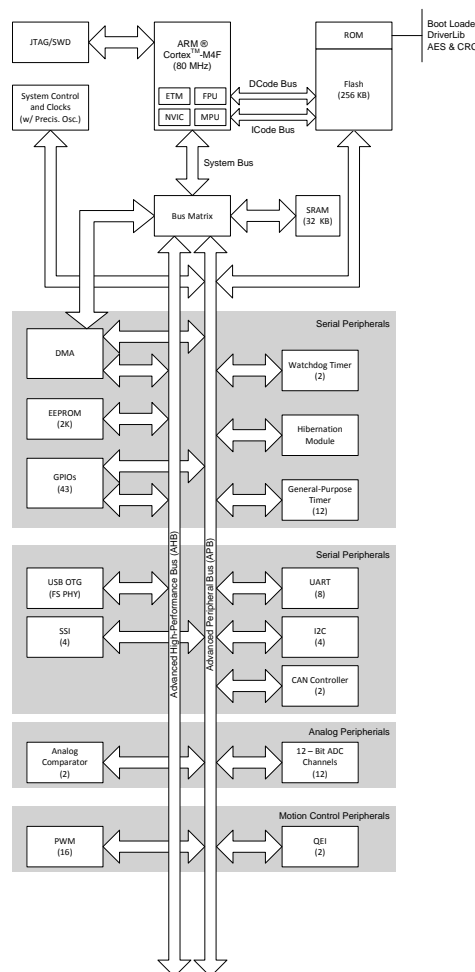 JTAG/SWD
ARM ®
Cortex™-M4F
(80 MHz)
ETM
FPU
NVIC
MPU
ROM
Boot Loader
DriverLib
AES & CRC
Flash
(256 KB)
DCode Bus
ICode Bus
System Control
and Clocks
(w/ Precis. Osc.)
System Bus
Bus Matrix
SRAM
(32 KB)
Serial Peripherals
DMA
Watchdog Timer
(2)
EEPROM
(2K)
Hibernation
Module
GPIOs
(43)
General-Purpose
Timer
(12)
Advanced High-Performance Bus (AHB)
Advanced Peripheral Bus (APB)
Serial Peripherals
USB OTG
(FS PHY)
UART
(8)
SSI
(4)
I2C
(4)
CAN Controller
(2)
Analog Peripherials
Analog
Comparator
(2)
12 – Bit ADC
Channels
(12)
Motion Control Peripherals
PWM
(16)
QEI
(2)